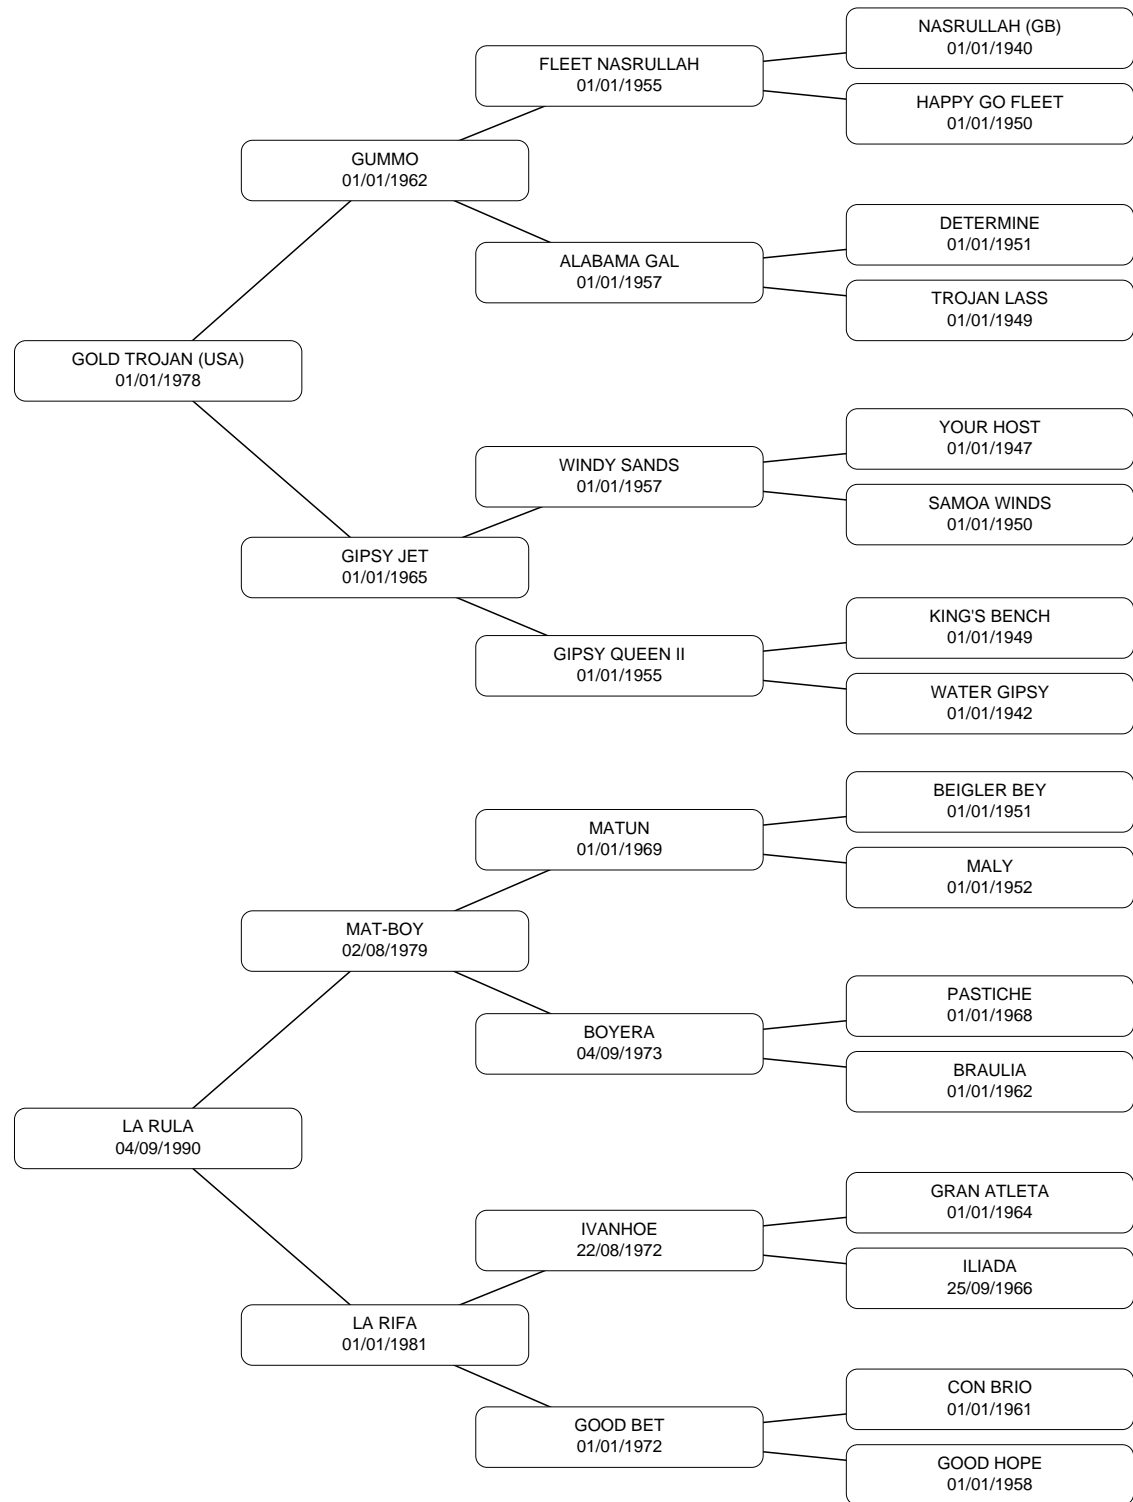 NASRULLAH (GB)
01/01/1940
FLEET NASRULLAH
01/01/1955
HAPPY GO FLEET
01/01/1950
GUMMO
01/01/1962
DETERMINE
01/01/1951
ALABAMA GAL
01/01/1957
TROJAN LASS
01/01/1949
GOLD TROJAN (USA)
01/01/1978
YOUR HOST
01/01/1947
WINDY SANDS
01/01/1957
SAMOA WINDS
01/01/1950
GIPSY JET
01/01/1965
KING'S BENCH
01/01/1949
GIPSY QUEEN II
01/01/1955
WATER GIPSY
01/01/1942
BEIGLER BEY
01/01/1951
MATUN
01/01/1969
MALY
01/01/1952
MAT-BOY
02/08/1979
PASTICHE
01/01/1968
BOYERA
04/09/1973
BRAULIA
01/01/1962
LA RULA
04/09/1990
GRAN ATLETA
01/01/1964
IVANHOE
22/08/1972
ILIADA
25/09/1966
LA RIFA
01/01/1981
CON BRIO
01/01/1961
GOOD BET
01/01/1972
GOOD HOPE
01/01/1958